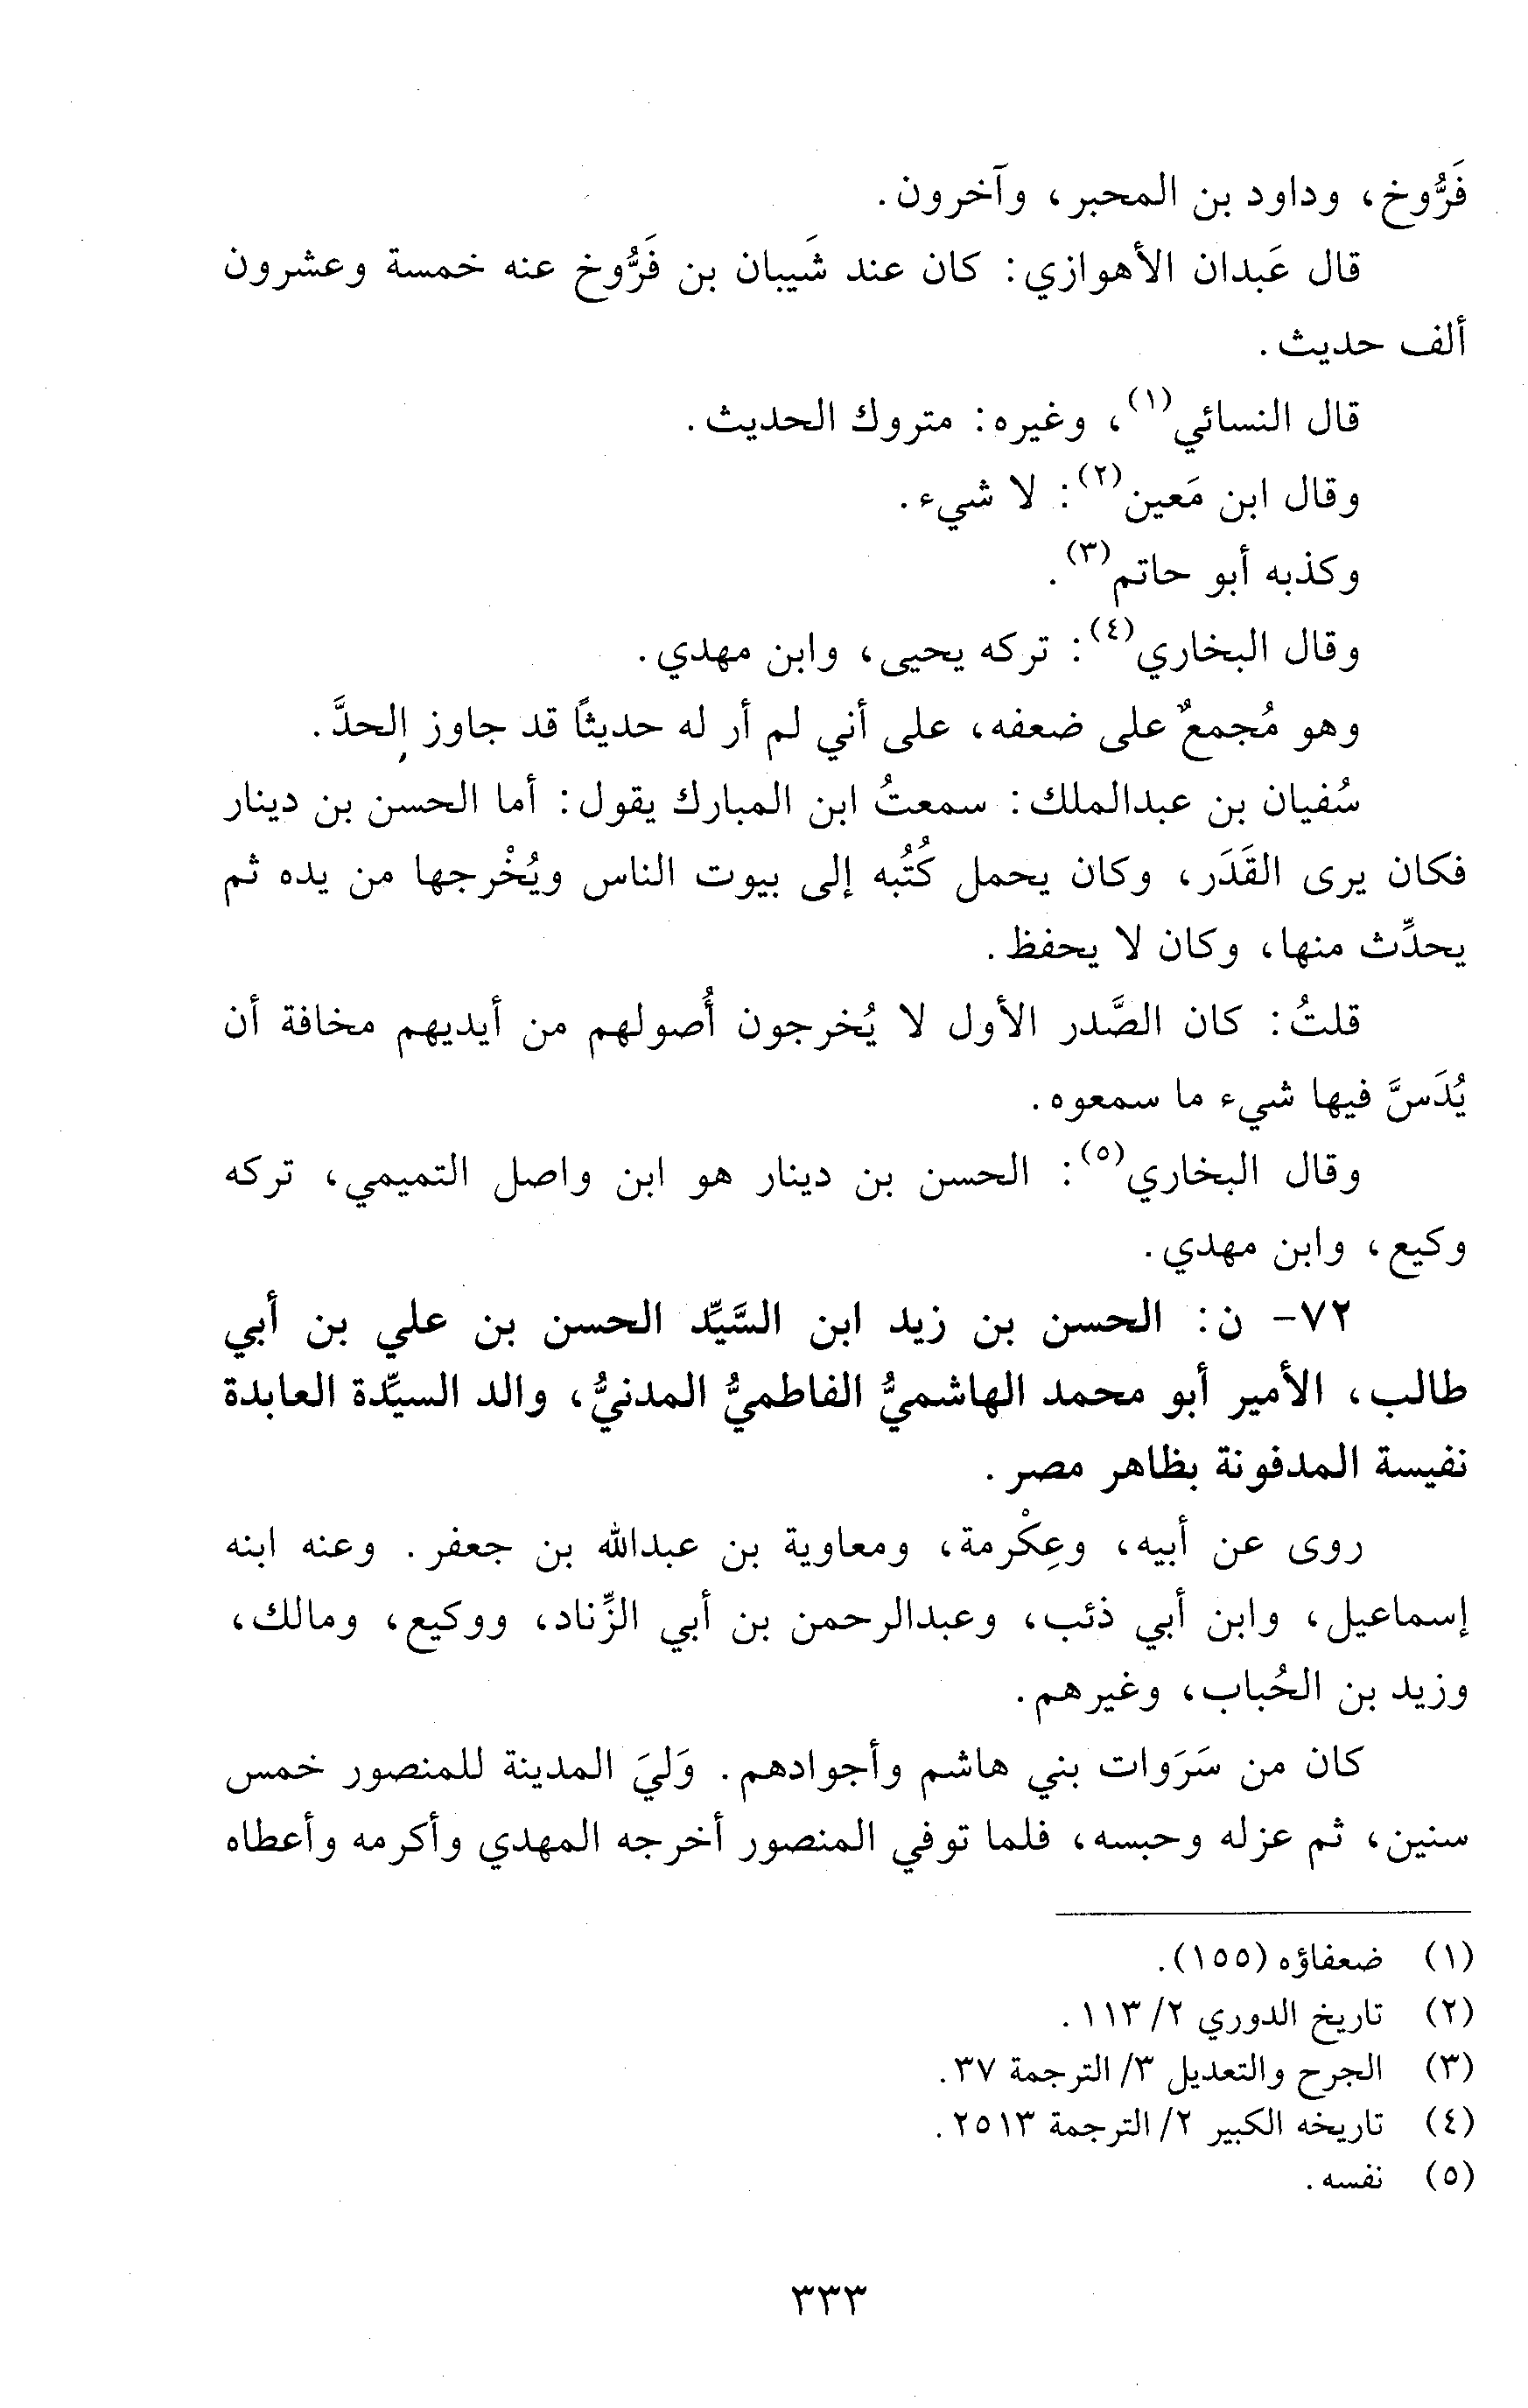 فَرُّوخ، وداود بن المحبر، وآخرون.
قال عَبدان الأهوازي: كان عند شَيبان بن فَرُّوخ عنه خمسة وعشرون
ألف حديث.
قال النسائي(١)، وغيره: متروك الحديث.
وقال ابن مَعين(٢): لا شيء.
وكذبه أبو حاتم(٣).
وقال البخاري(٤): تركه يحيى، وابن مهدي.
وهو مُجمعٌ على ضعفه، على أني لم أر له حديثًا قد جاوز الحدَّ.
سُفيان بن عبدالملك: سمعتُ ابن المبارك يقول: أما الحسن بن دينار
فكان يرى القَدَر، وكان يحمل كُتُبه إلى بيوت الناس ويُخْرجها من يده ثم
يحدِّث منها، وكان لا يحفظ.
قلتُ: كان الصَّدر الأول لا يُخرجون أُصولهم من أيديهم مخافة أن
يُدَسَّ فيها شيء ما سمعوه.
وقال البخاري(٥): الحسن بن دينار هو ابن واصل التميمي، تركه
وكيع، وابن مهدي.
٧٢- ن: الحسن بن زيد ابن السَّيِّد الحسن بن علي بن أبي
طالب، الأمير أبو محمد الهاشميُّ الفاطميُّ المدنيُّ، والد السيِّدة العابدة
نفيسة المدفونة بظاهر مصر.
روى عن أبيه، وعِكْرمة، ومعاوية بن عبدالله بن جعفر. وعنه ابنه
إسماعيل، وابن أبي ذئب، وعبدالرحمن بن أبي الزِّناد، ووكيع، ومالك،
وزيد بن الحُباب، وغيرهم.
كان من سَرَوات بني هاشم وأجوادهم. وَليَ المدينة للمنصور خمس
سنين، ثم عزله وحبسه، فلما توفي المنصور أخرجه المهدي وأكرمه وأعطاه
(١) ضعفاؤه (١٥٥).
(٢) تاريخ الدوري ٢/ ١١٣.
(٣) الجرح والتعديل ٣/ الترجمة ٣٧.
(٤) تاريخه الكبير ٢/ الترجمة ٢٥١٣.
(٥) نفسه.
٣٣٣